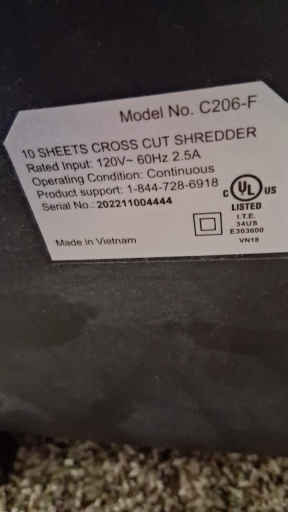 Model No. C206-F
10 SHEETS CROSS CUT SHREDDER
Rated Input: 120V~ 60Hz 2.5A
Operating Condition: Continuous
Product support: 1-844-728-6918
Serial No.: 202211004444
C UL US
LISTED
I.T.E.
34U8
E303600
VN18
Made in Vietnam